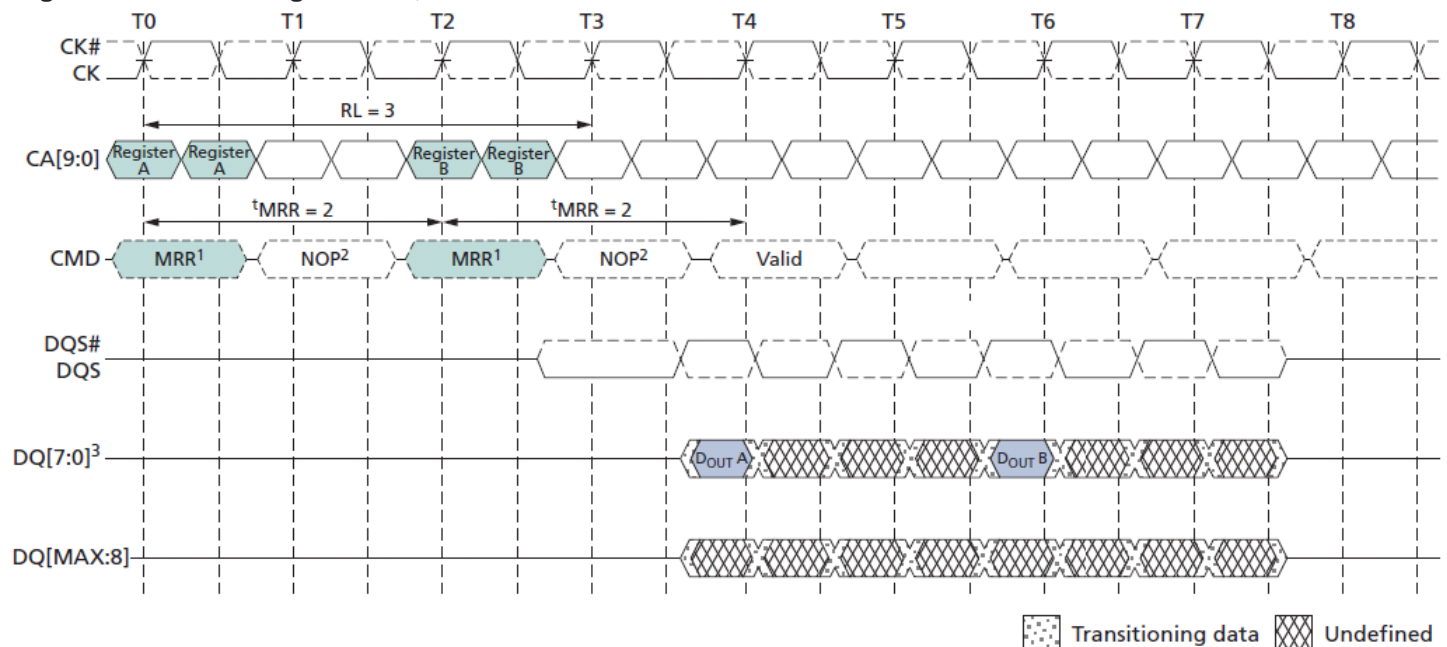 T0 T1 T2 T3 T4 T5 T6 T7 T8
CK#
CK
RL = 3
CA[9:0]
Register A
Register A
Register B
Register B
tMRR = 2
tMRR = 2
CMD
MRR1
NOP2
MRR1
NOP2
Valid
DQS#
DQS
DQ[7:0]3
DOUT A
DOUT B
DQ[MAX:8]
Transitioning data
Undefined